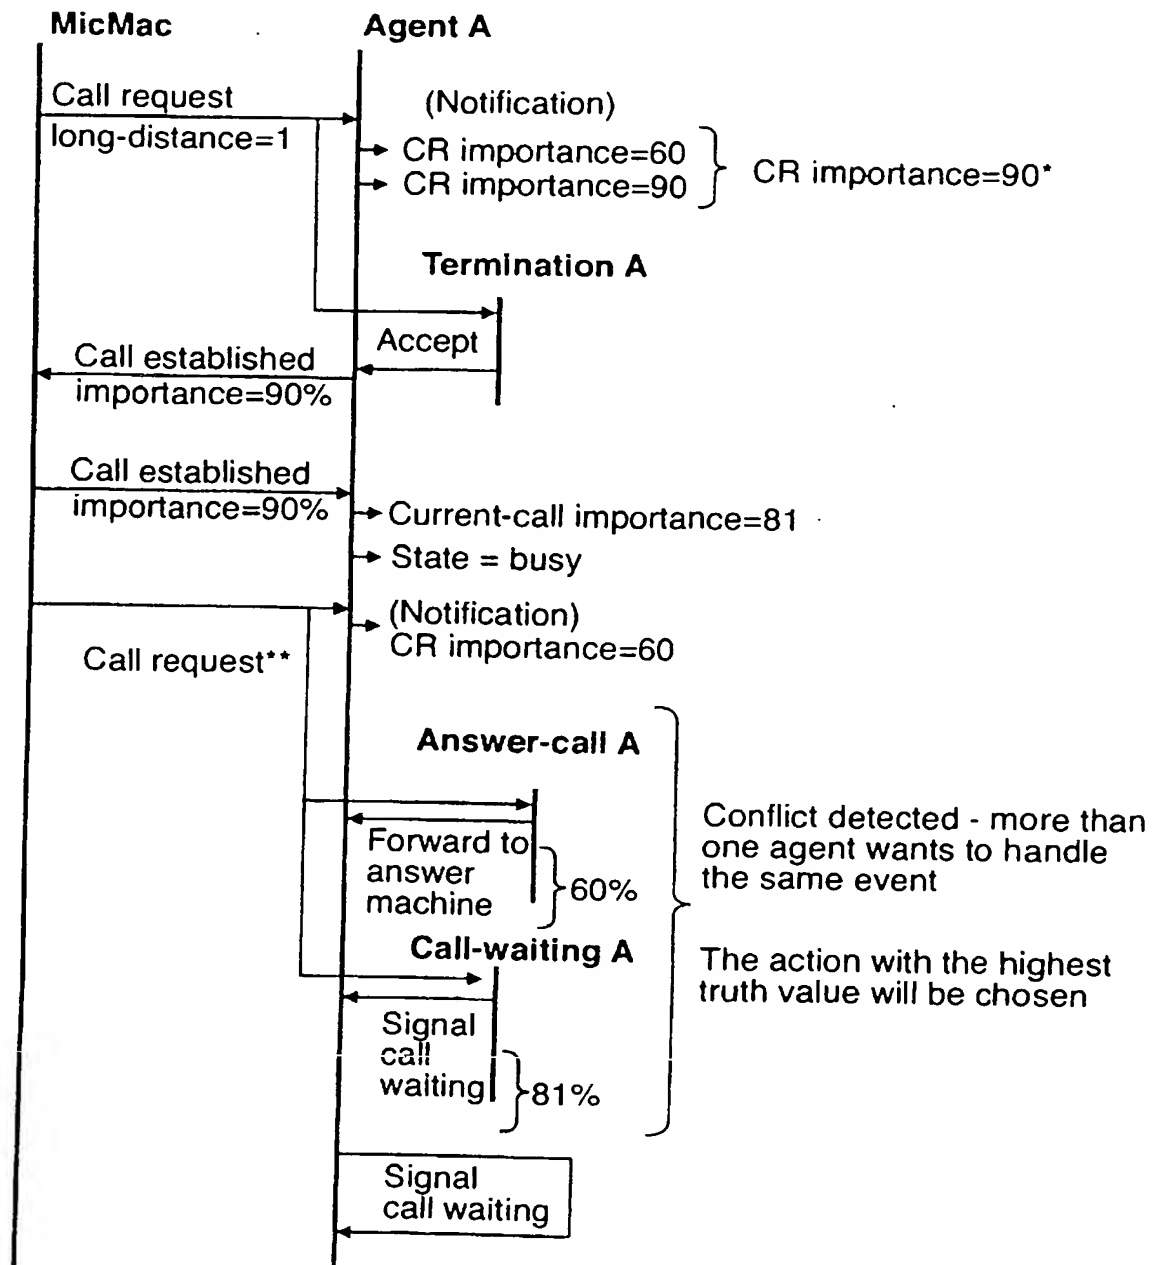 MicMac
Agent A
Call request
long-distance=1
(Notification)
CR importance=60
CR importance=90
CR importance=90*
Termination A
Accept
Call established
importance=90%
Call established
importance=90%
Current-call importance=81
State = busy
(Notification)
CR importance=60
Call request**
Answer-call A
Forward to
answer
machine
60%
Call-waiting A
Signal
call
waiting
81%
Conflict detected - more than
one agent wants to handle
the same event
The action with the highest
truth value will be chosen
Signal
call waiting